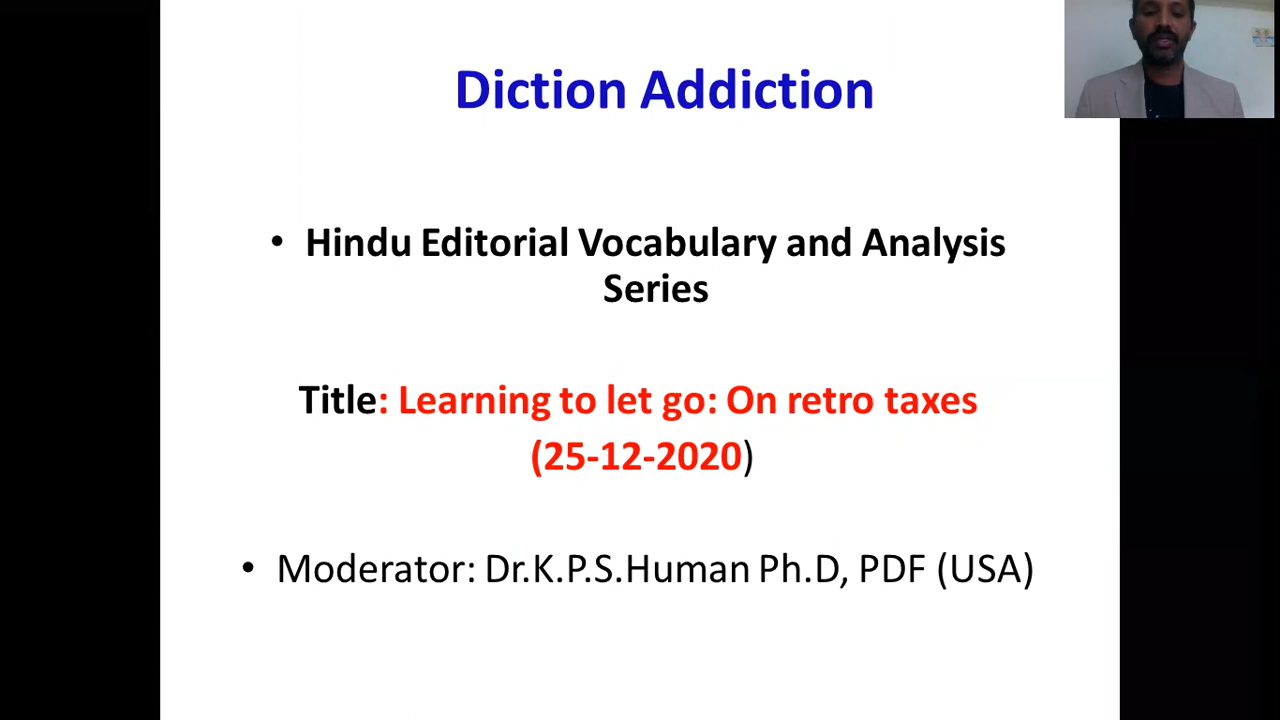 Diction Addiction
• Hindu Editorial Vocabulary and Analysis
Series
Title: Learning to let go: On retro taxes
(25-12-2020)
• Moderator: Dr.K.P.S.Human Ph.D, PDF (USA)